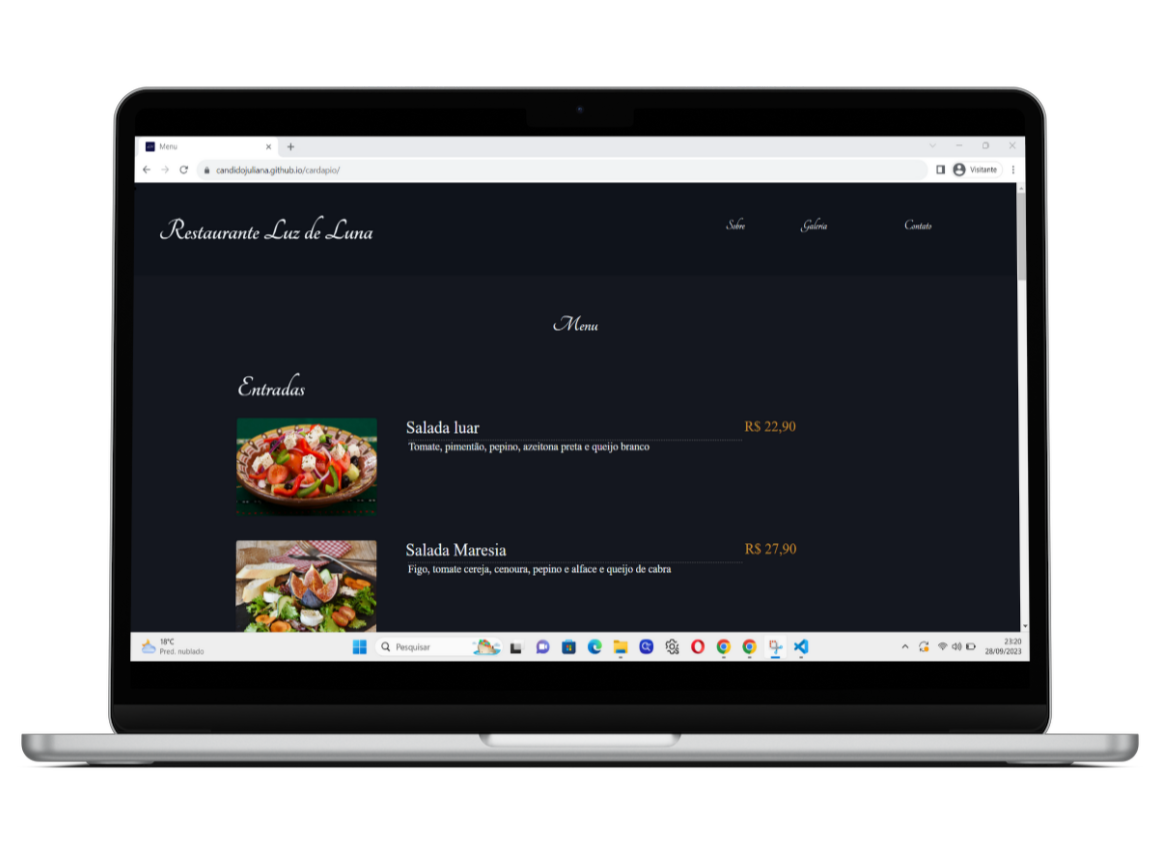 Menu
candidojuliana.github.io/cardapio/
Visitante
Restaurante Luz de Luna
Sobre
Galeria
Contato
Menu
Entradas
Salada luar
R$ 22,90
Tomate, pimentão, pepino, azeitona preta e queijo branco
Salada Maresia
R$ 27,90
Figo, tomate cereja, cenoura, pepino e alface e queijo de cabra
18°C
Pred. nublado
Pesquisar
23:20
28/09/2023